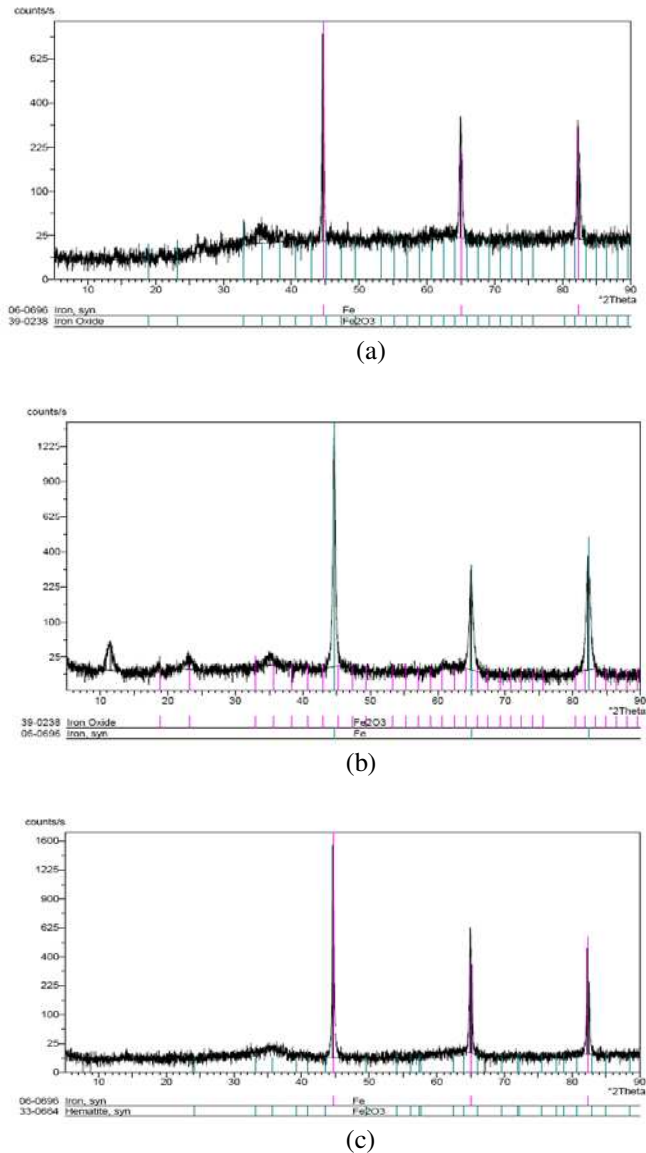 counts/s
625
400
225
100
25
0
10 20 30 40 50 60 70 80 90
°2Theta
06-0696 Iron, syn Fe
39-0238 Iron Oxide Fe2O3
(a)
counts/s
1225
900
625
400
225
100
25
10 20 30 40 50 60 70 80 90
°2Theta
39-0238 Iron Oxide Fe2O3
06-0696 Iron, syn Fe
(b)
counts/s
1600
1225
900
625
400
225
100
25
0
10 20 30 40 50 60 70 80 90
°2Theta
06-0696 Iron, syn Fe
33-0664 Hematite, syn Fe2O3
(c)